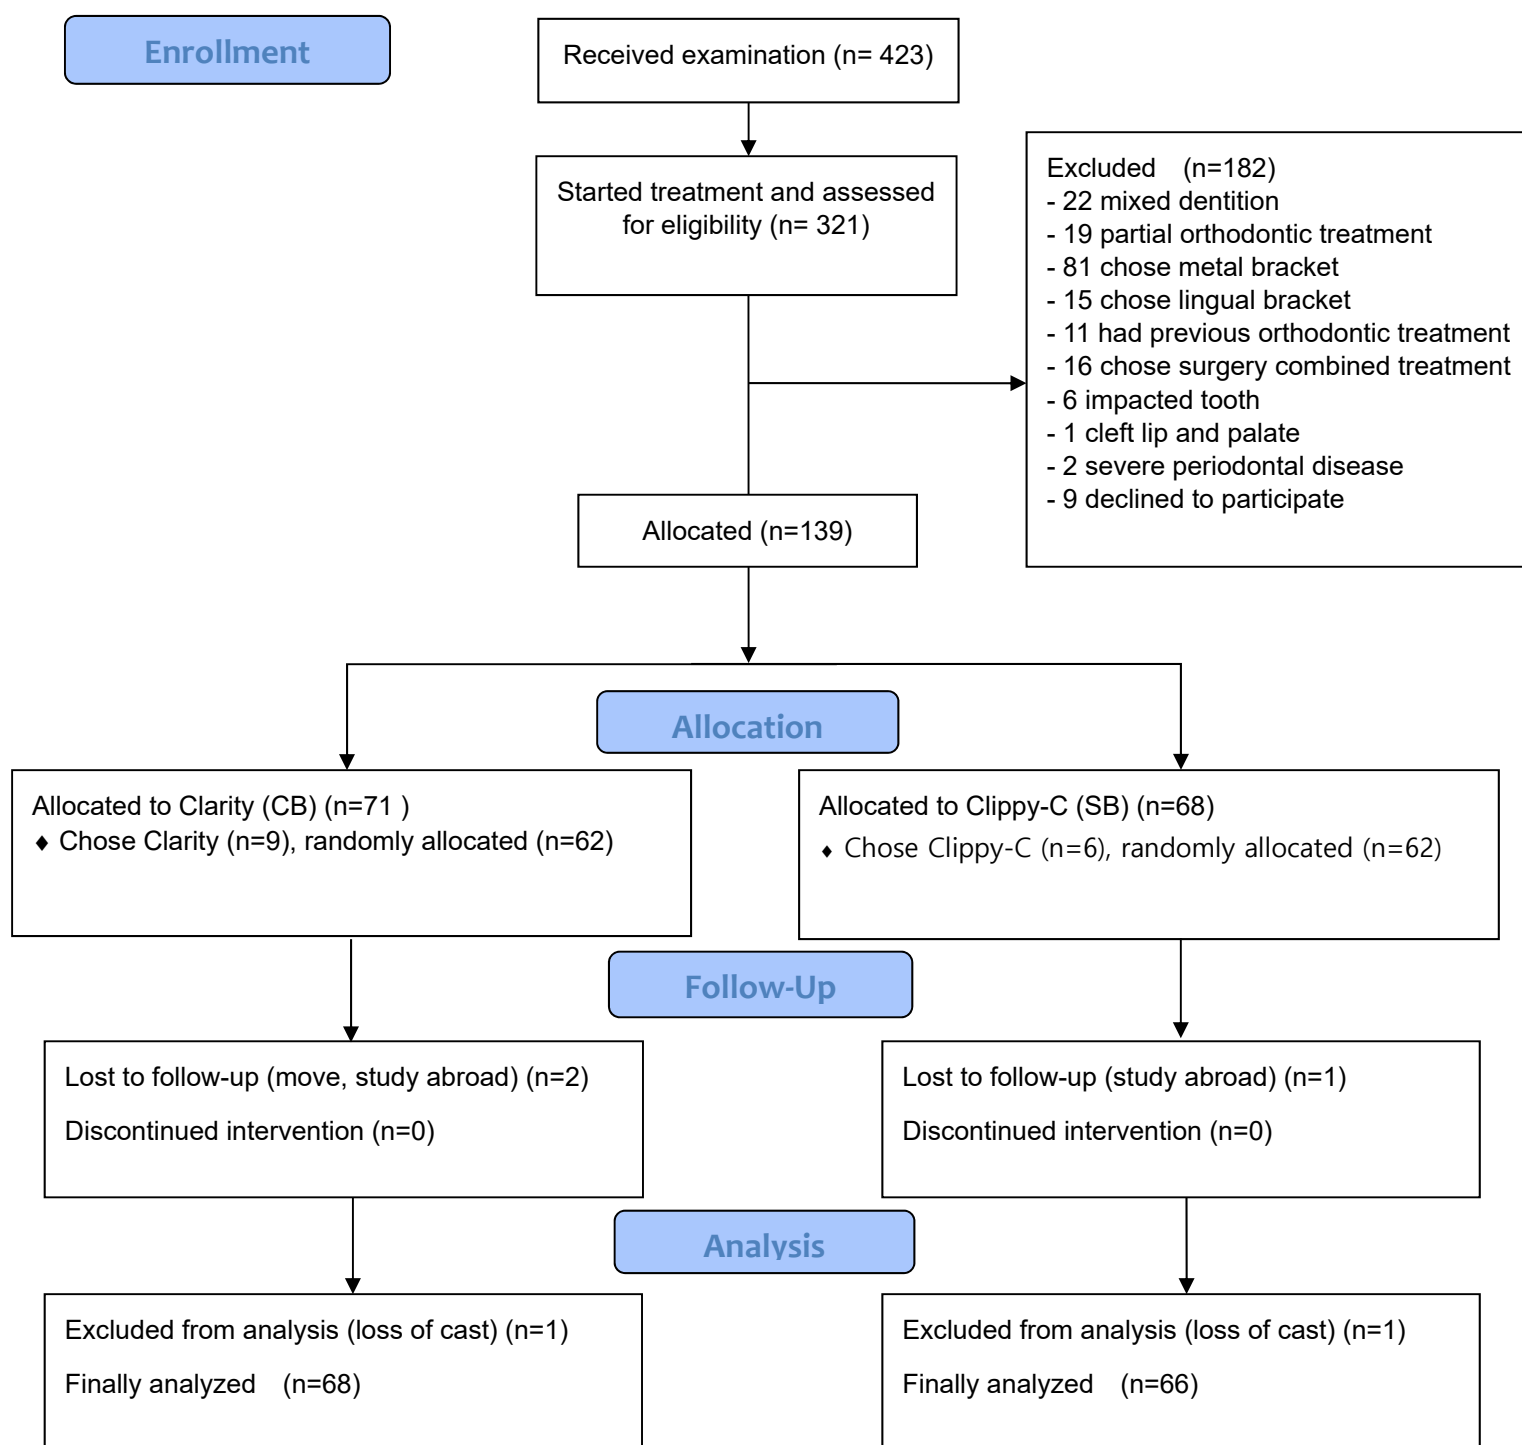 Enrollment
Received examination (n= 423)
Started treatment and assessed
for eligibility (n= 321)
Excluded (n=182)
- 22 mixed dentition
- 19 partial orthodontic treatment
- 81 chose metal bracket
- 15 chose lingual bracket
- 11 had previous orthodontic treatment
- 16 chose surgery combined treatment
- 6 impacted tooth
- 1 cleft lip and palate
- 2 severe periodontal disease
- 9 declined to participate
Allocated (n=139)
Allocation
Allocated to Clarity (CB) (n=71 )
♦ Chose Clarity (n=9), randomly allocated (n=62)
Allocated to Clippy-C (SB) (n=68)
♦ Chose Clippy-C (n=6), randomly allocated (n=62)
Follow-Up
Lost to follow-up (move, study abroad) (n=2)
Discontinued intervention (n=0)
Lost to follow-up (study abroad) (n=1)
Discontinued intervention (n=0)
Analysis
Excluded from analysis (loss of cast) (n=1)
Finally analyzed (n=68)
Excluded from analysis (loss of cast) (n=1)
Finally analyzed (n=66)